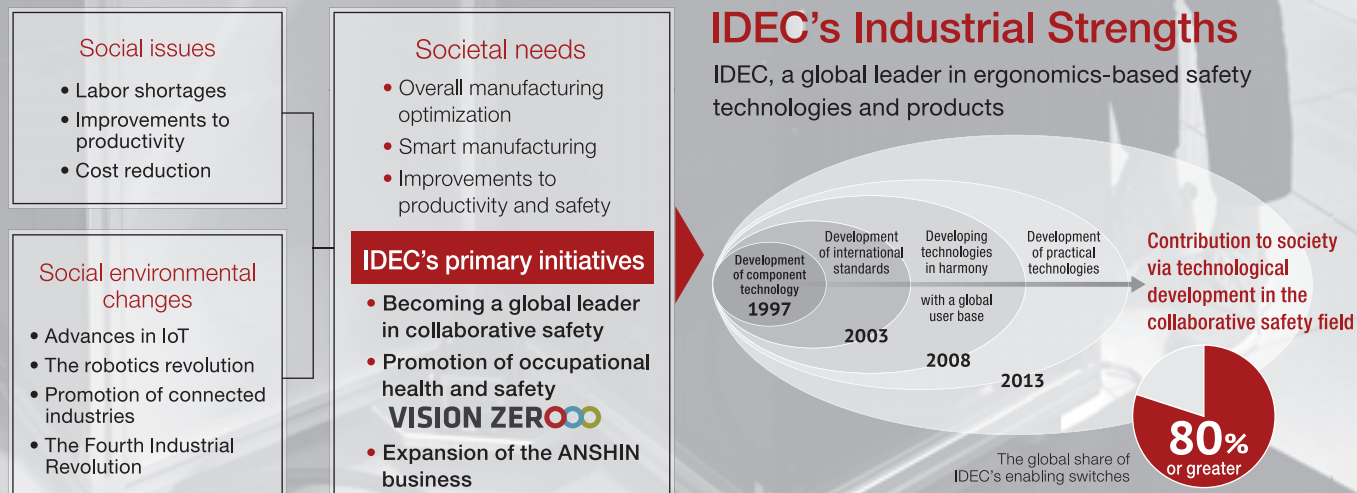 Social issues
• Labor shortages
• Improvements to
productivity
• Cost reduction
Social environmental
changes
• Advances in IoT
• The robotics revolution
• Promotion of connected
industries
• The Fourth Industrial
Revolution
Societal needs
• Overall manufacturing
optimization
• Smart manufacturing
• Improvements to
productivity and safety
IDEC's primary initiatives
• Becoming a global leader
in collaborative safety
• Promotion of occupational
health and safety
VISION ZERO
• Expansion of the ANSHIN
business
IDEC's Industrial Strengths
IDEC, a global leader in ergonomics-based safety
technologies and products
Development
of component
technology
1997
Development
of international
standards
2003
Developing
technologies
in harmony
with a global
user base
2008
Development
of practical
technologies
2013
Contribution to society
via technological
development in the
collaborative safety field
80%
or greater
The global share of
IDEC's enabling switches